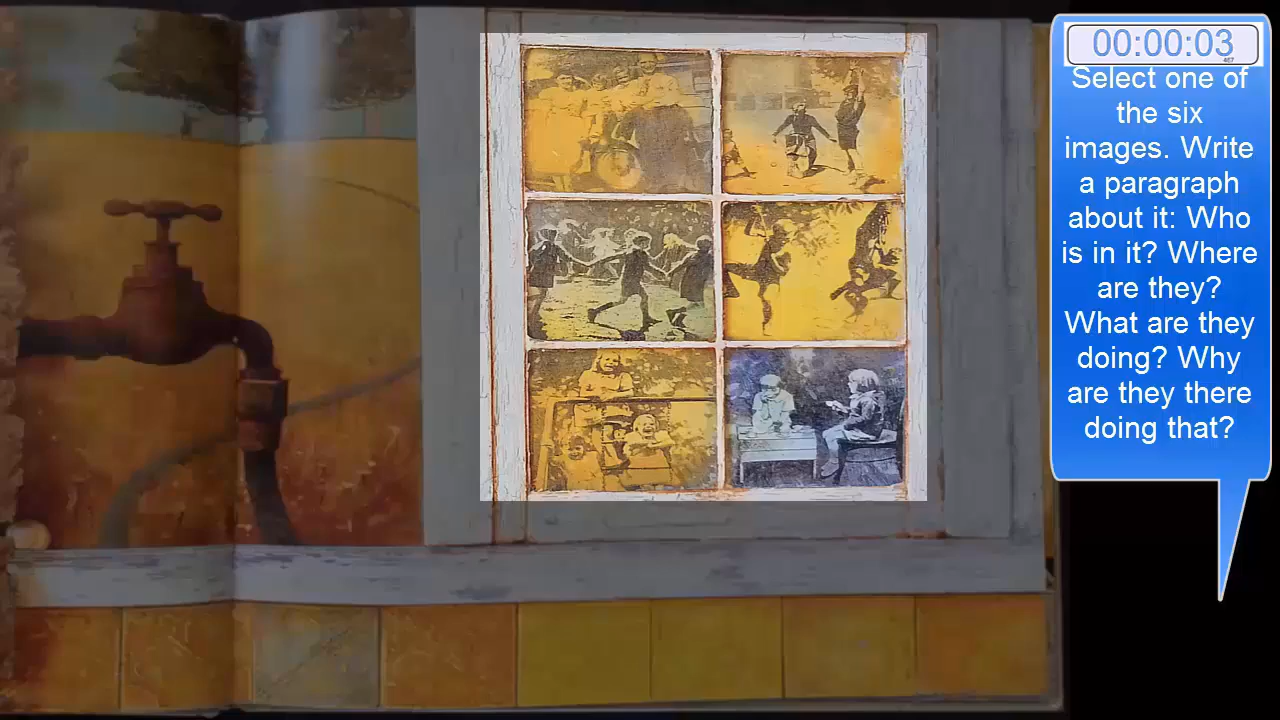 00:00:03
467
Select one of
the six
images. Write
a paragraph
about it: Who
is in it? Where
are they?
What are they
doing? Why
are they there
doing that?